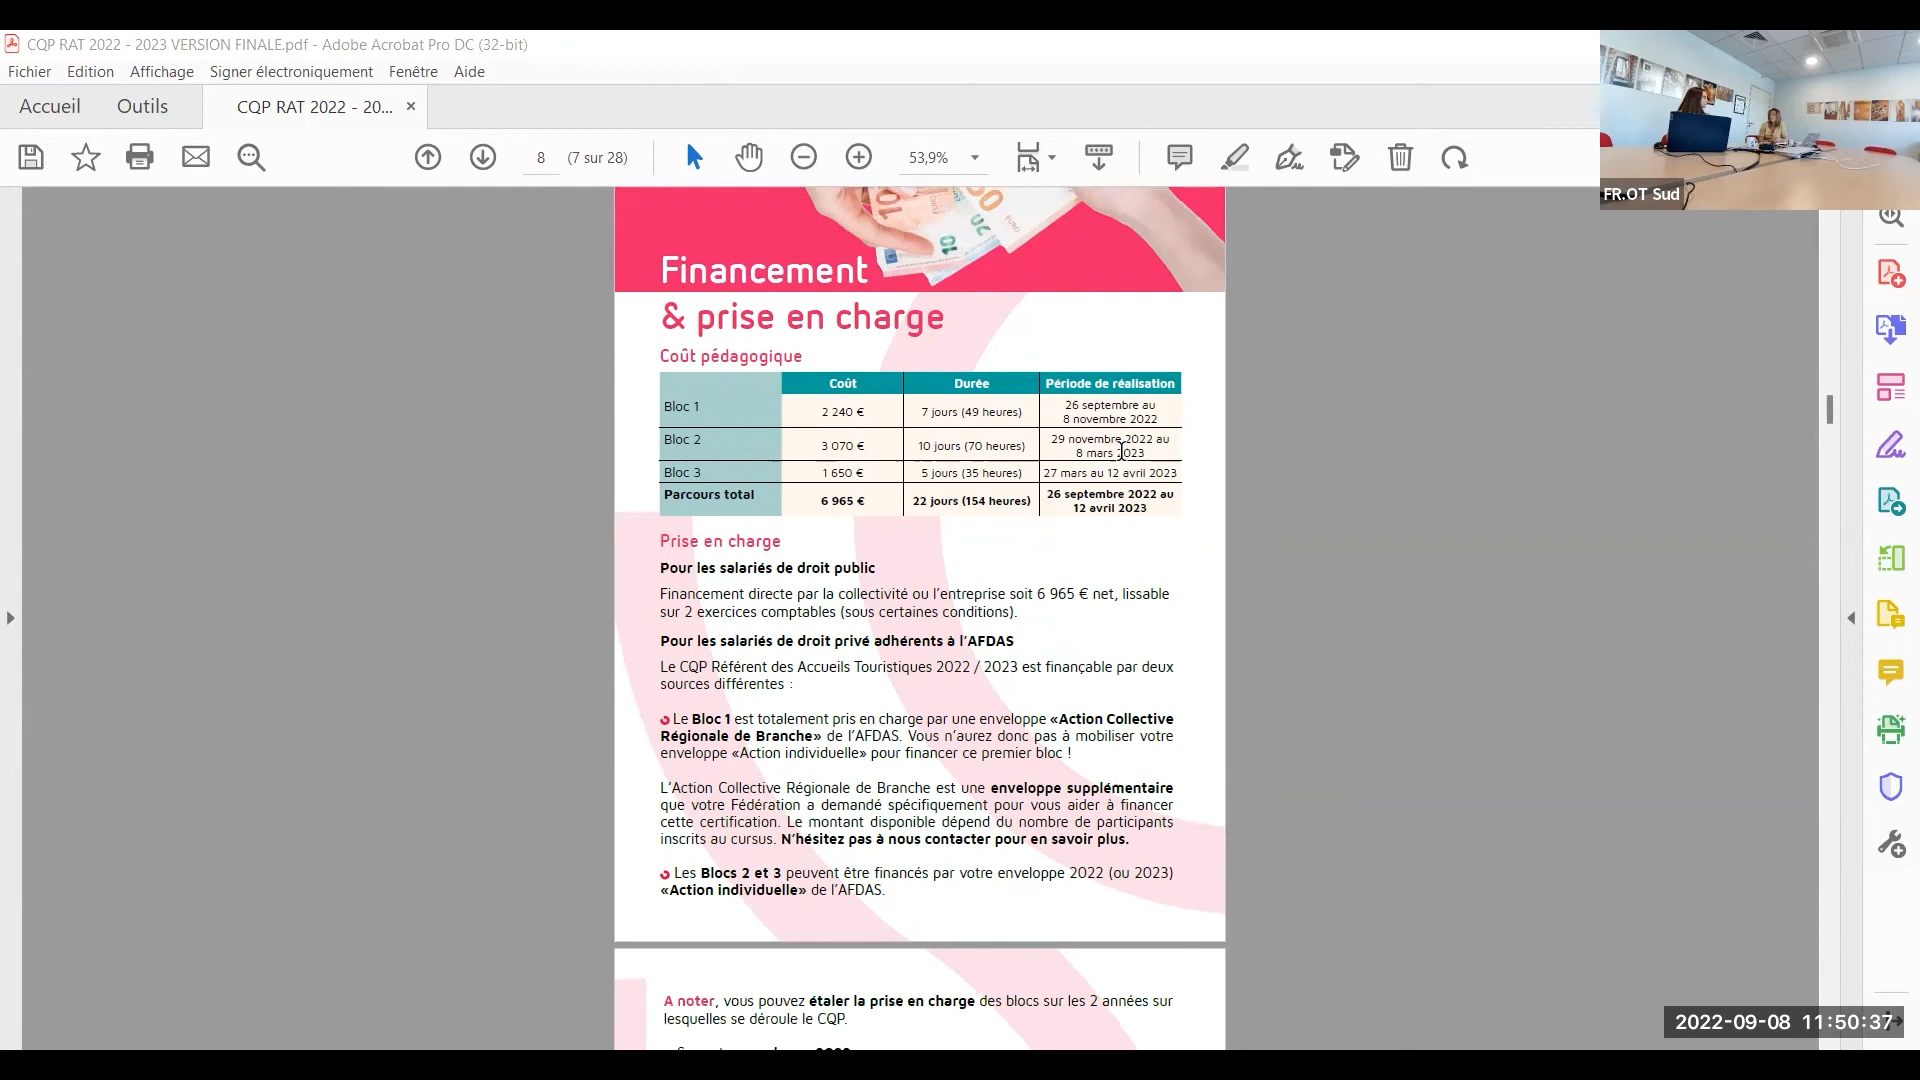 CQP RAT 2022 - 2023 VERSION FINALE.pdf - Adobe Acrobat Pro DC (32-bit)
Fichier Edition Affichage Signer électroniquement Fenêtre Aide
Accueil Outils CQP RAT 2022 - 20... ×
8 (7 sur 28) 53,9%
FR.OT Sud
Financement
& prise en charge
Coût pédagogique
Coût Durée Période de réalisation
Bloc 1 2 240 € 7 jours (49 heures) 26 septembre au
8 novembre 2022
Bloc 2 3 070 € 10 jours (70 heures) 29 novembre 2022 au
8 mars 2023
Bloc 3 1 650 € 5 jours (35 heures) 27 mars au 12 avril 2023
Parcours total 6 965 € 22 jours (154 heures) 26 septembre 2022 au
12 avril 2023
Prise en charge
Pour les salariés de droit public
Financement directe par la collectivité ou l'entreprise soit 6 965 € net, lissable
sur 2 exercices comptables (sous certaines conditions).
Pour les salariés de droit privé adhérents à l'AFDAS
Le CQP Référent des Accueils Touristiques 2022 / 2023 est finançable par deux
sources différentes :
Le Bloc 1 est totalement pris en charge par une enveloppe «Action Collective
Régionale de Branche» de l'AFDAS. Vous n'aurez donc pas à mobiliser votre
enveloppe «Action individuelle» pour financer ce premier bloc !
L'Action Collective Régionale de Branche est une enveloppe supplémentaire
que votre Fédération a demandé spécifiquement pour vous aider à financer
cette certification. Le montant disponible dépend du nombre de participants
inscrits au cursus. N'hésitez pas à nous contacter pour en savoir plus.
Les Blocs 2 et 3 peuvent être financés par votre enveloppe 2022 (ou 2023)
«Action individuelle» de l'AFDAS.
A noter, vous pouvez étaler la prise en charge des blocs sur les 2 années sur
lesquelles se déroule le CQP.
2022-09-08 11:50:37